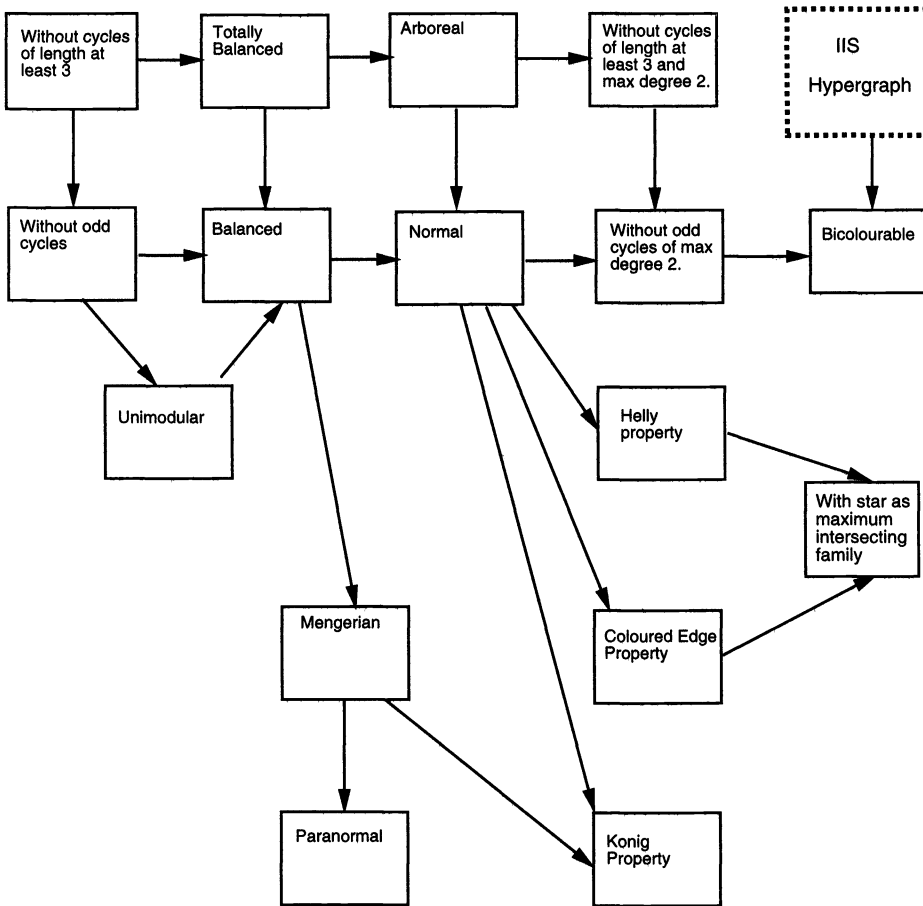 Without cycles
of length at
least 3
Totally
Balanced
Arboreal
Without cycles
of length at
least 3 and
max degree 2.
IIS
Hypergraph
Without odd
cycles
Balanced
Normal
Without odd
cycles of max
degree 2.
Bicolourable
Unimodular
Helly
property
With star as
maximum
intersecting
family
Mengerian
Coloured Edge
Property
Paranormal
Konig
Property